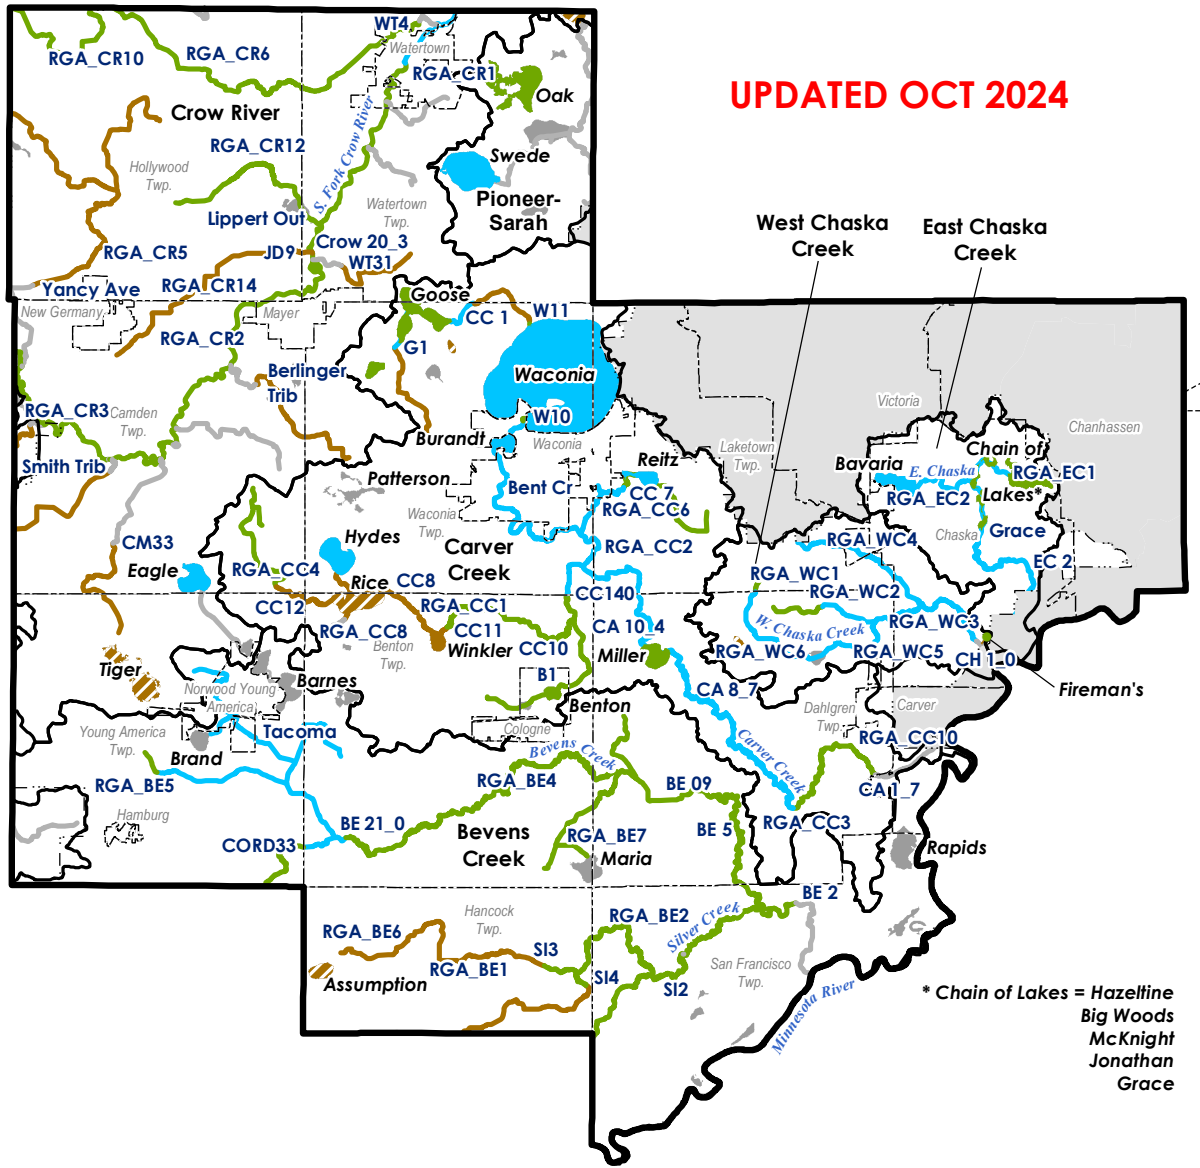 WT4
Watertown
RGA_CR10
RGA_CR6
RGA_CR1
Oak
UPDATED OCT 2024
Crow River
S. Fork Crow River
RGA_CR12
Hollywood
Twp.
Swede
Watertown
Twp.
Pioneer-
Sarah
Lippert Out
West Chaska
Creek
East Chaska
Creek
RGA_CR5
JD9
Crow 20_3
WT31
Yancy Ave
RGA_CR14
Goose
New Germany
Mayer
CC 1
W11
RGA_CR2
G1
Berlinger
Trib
Waconia
RGA_CR3
Camden
Twp.
W10
Burandt
Waconia
Victoria
Chanhassen
Laketown
Twp.
Smith Trib
Patterson
Bent Cr
Reitz
CC 7
RGA_CC6
Bavaria
E. Chaska
Chain of
RGA_EC1
RGA_EC2
Lakes*
Waconia
Twp.
Chaska
Grace
CM33
Hydes
Carver
Creek
RGA_CC2
RGA_WC4
Eagle
RGA_CC4
Rice
CC8
RGA_WC1
EC 2
CC12
RGA_CC1
CC140
RGA_WC2
RGA_CC8
CC11
CA 10_4
W. Chaska Creek
RGA_WC3
Benton
Twp.
Winkler
CC10
Miller
RGA_WC6
RGA_WC5
CH 1_0
Tiger
Barnes
B1
CA 8_7
Fireman's
Norwood Young
America
Benton
Dahlgren
Twp.
Carver
Young America
Twp.
Tacoma
Cologne
Brand
Bevens Creek
Carver Creek
RGA_CC10
RGA_BE5
RGA_BE4
BE 09
CA 1_7
Hamburg
BE 21_0
BE 5
RGA_CC3
CORD33
Bevens
Creek
RGA_BE7
Maria
Rapids
BE 2
Hancock
Twp.
RGA_BE2
Silver Creek
RGA_BE6
SI3
RGA_BE1
SI4
San Francisco
Twp.
Assumption
SI2
Minnesota River
* Chain of Lakes = Hazeltine
Big Woods
McKnight
Jonathan
Grace